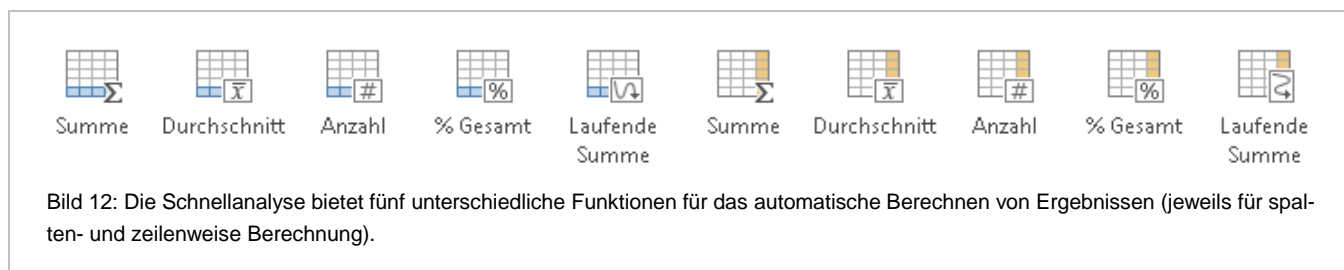 Summe Durchschnitt Anzahl % Gesamt Laufende Summe Durchschnitt Anzahl % Gesamt Laufende
Summe Summe
Bild 12: Die Schnellanalyse bietet fünf unterschiedliche Funktionen für das automatische Berechnen von Ergebnissen (jeweils für spal-
ten- und zeilenweise Berechnung).